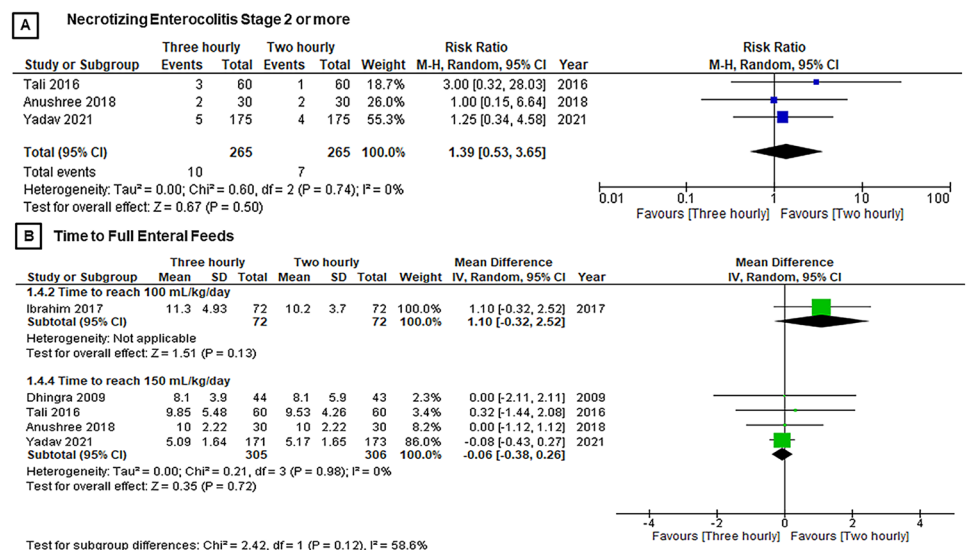 A Necrotizing Enterocolitis Stage 2 or more
Three hourly Two hourly Risk Ratio Risk Ratio
Study or Subgroup Events Total Events Total Weight M-H, Random, 95% CI Year M-H, Random, 95% CI
Tali 2016 3 60 1 60 18.7% 3.00 [0.32, 28.03] 2016
Anushree 2018 2 30 2 30 26.0% 1.00 [0.15, 6.64] 2018
Yadav 2021 5 175 4 175 55.3% 1.25 [0.34, 4.58] 2021
Total (95% CI) 265 265 100.0% 1.39 [0.53, 3.65]
Total events 10 7
Heterogeneity: Tau² = 0.00; Chi² = 0.60, df = 2 (P = 0.74); I² = 0%
Test for overall effect: Z = 0.67 (P = 0.50)
0.01 0.1 1 10 100
Favours [Three hourly] Favours [Two hourly]
B Time to Full Enteral Feeds
Three hourly Two hourly Mean Difference Mean Difference
Study or Subgroup Mean SD Total Mean SD Total Weight IV, Random, 95% CI Year IV, Random, 95% CI
1.4.2 Time to reach 100 mL/kg/day
Ibrahim 2017 11.3 4.93 72 10.2 3.7 72 100.0% 1.10 [-0.32, 2.52] 2017
Subtotal (95% CI) 72 72 100.0% 1.10 [-0.32, 2.52]
Heterogeneity: Not applicable
Test for overall effect: Z = 1.51 (P = 0.13)
1.4.4 Time to reach 150 mL/kg/day
Dhingra 2009 8.1 3.9 44 8.1 5.9 43 2.3% 0.00 [-2.11, 2.11] 2009
Tali 2016 9.85 5.48 60 9.53 4.26 60 3.4% 0.32 [-1.44, 2.08] 2016
Anushree 2018 10 2.22 30 10 2.22 30 8.2% 0.00 [-1.12, 1.12] 2018
Yadav 2021 5.09 1.64 171 5.17 1.65 173 86.0% -0.08 [-0.43, 0.27] 2021
Subtotal (95% CI) 305 306 100.0% -0.06 [-0.38, 0.26]
Heterogeneity: Tau² = 0.00; Chi² = 0.21, df = 3 (P = 0.98); I² = 0%
Test for overall effect: Z = 0.35 (P = 0.72)
-4 -2 0 2 4
Favours [Three hourly] Favours [Two hourly]
Test for subgroup differences: Chi² = 2.42, df = 1 (P = 0.12), I² = 58.6%